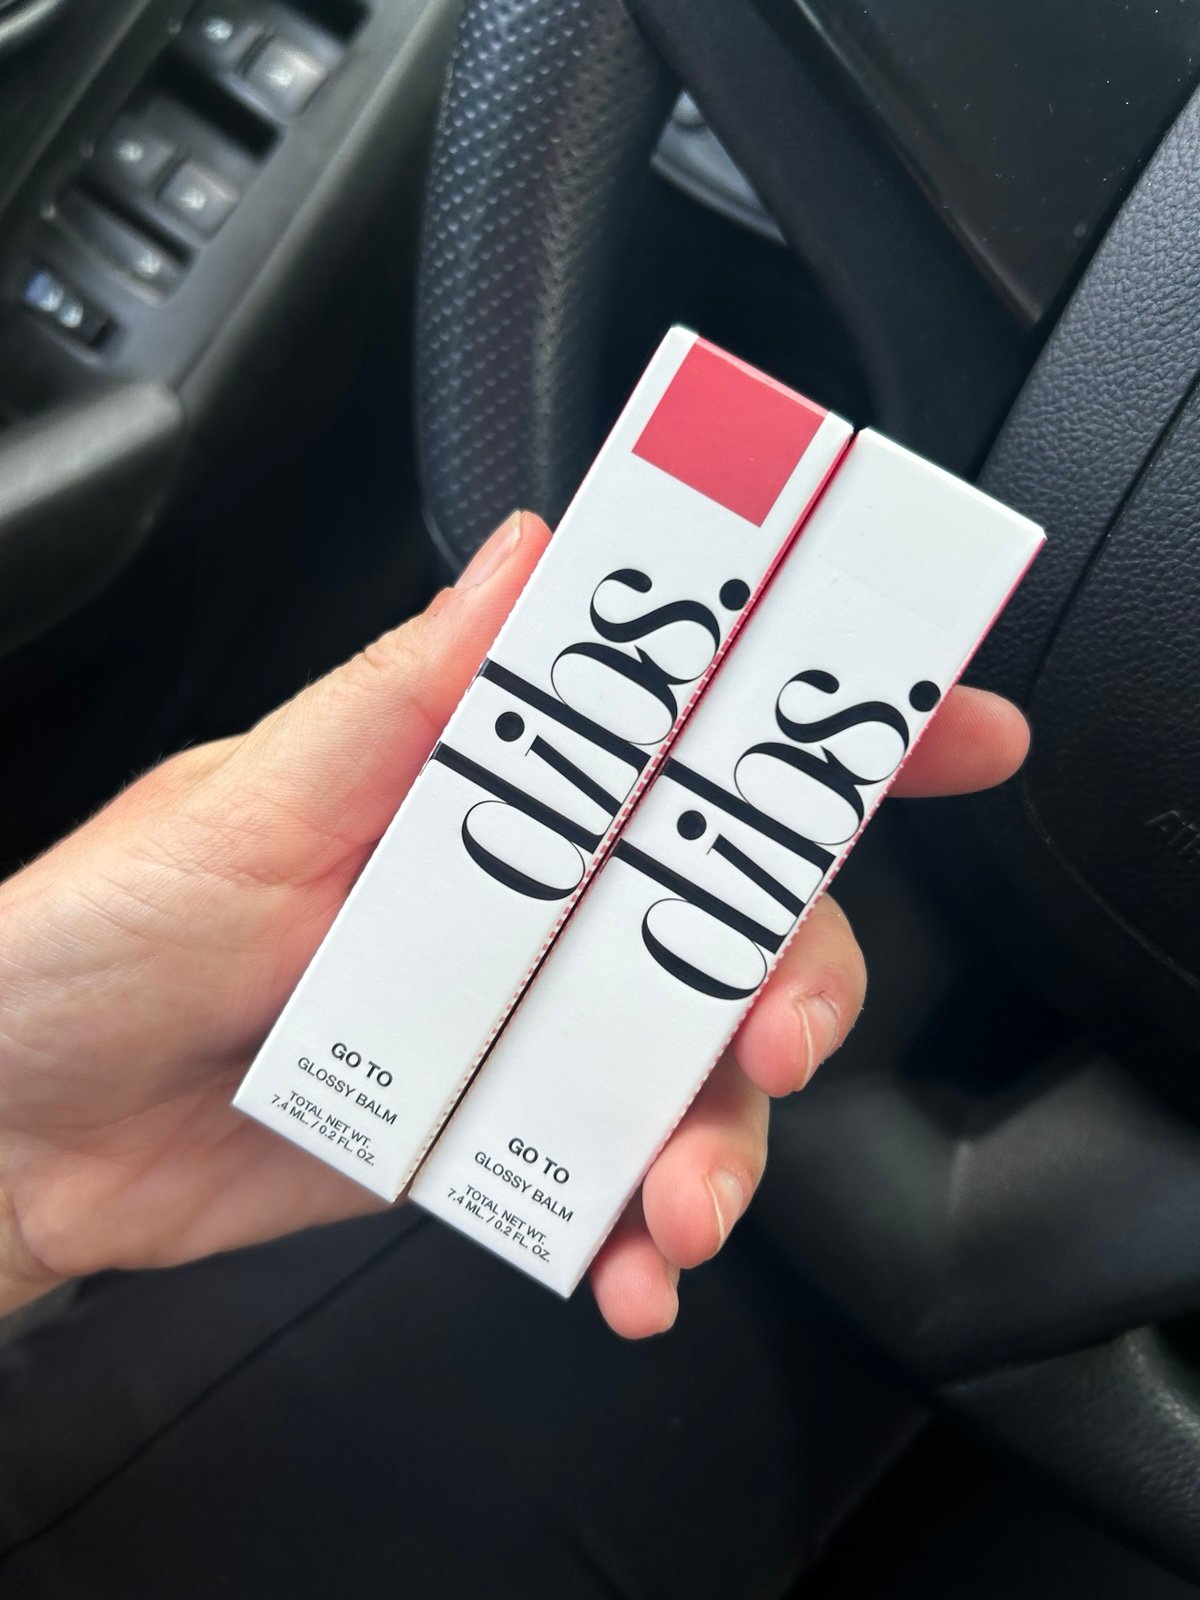 dibs.
GO TO
GLOSSY BALM
TOTAL NET WT.
7.4 ML. / 0.2 FL. OZ.
dibs.
GO TO
GLOSSY BALM
TOTAL NET WT.
7.4 ML. / 0.2 FL. OZ.